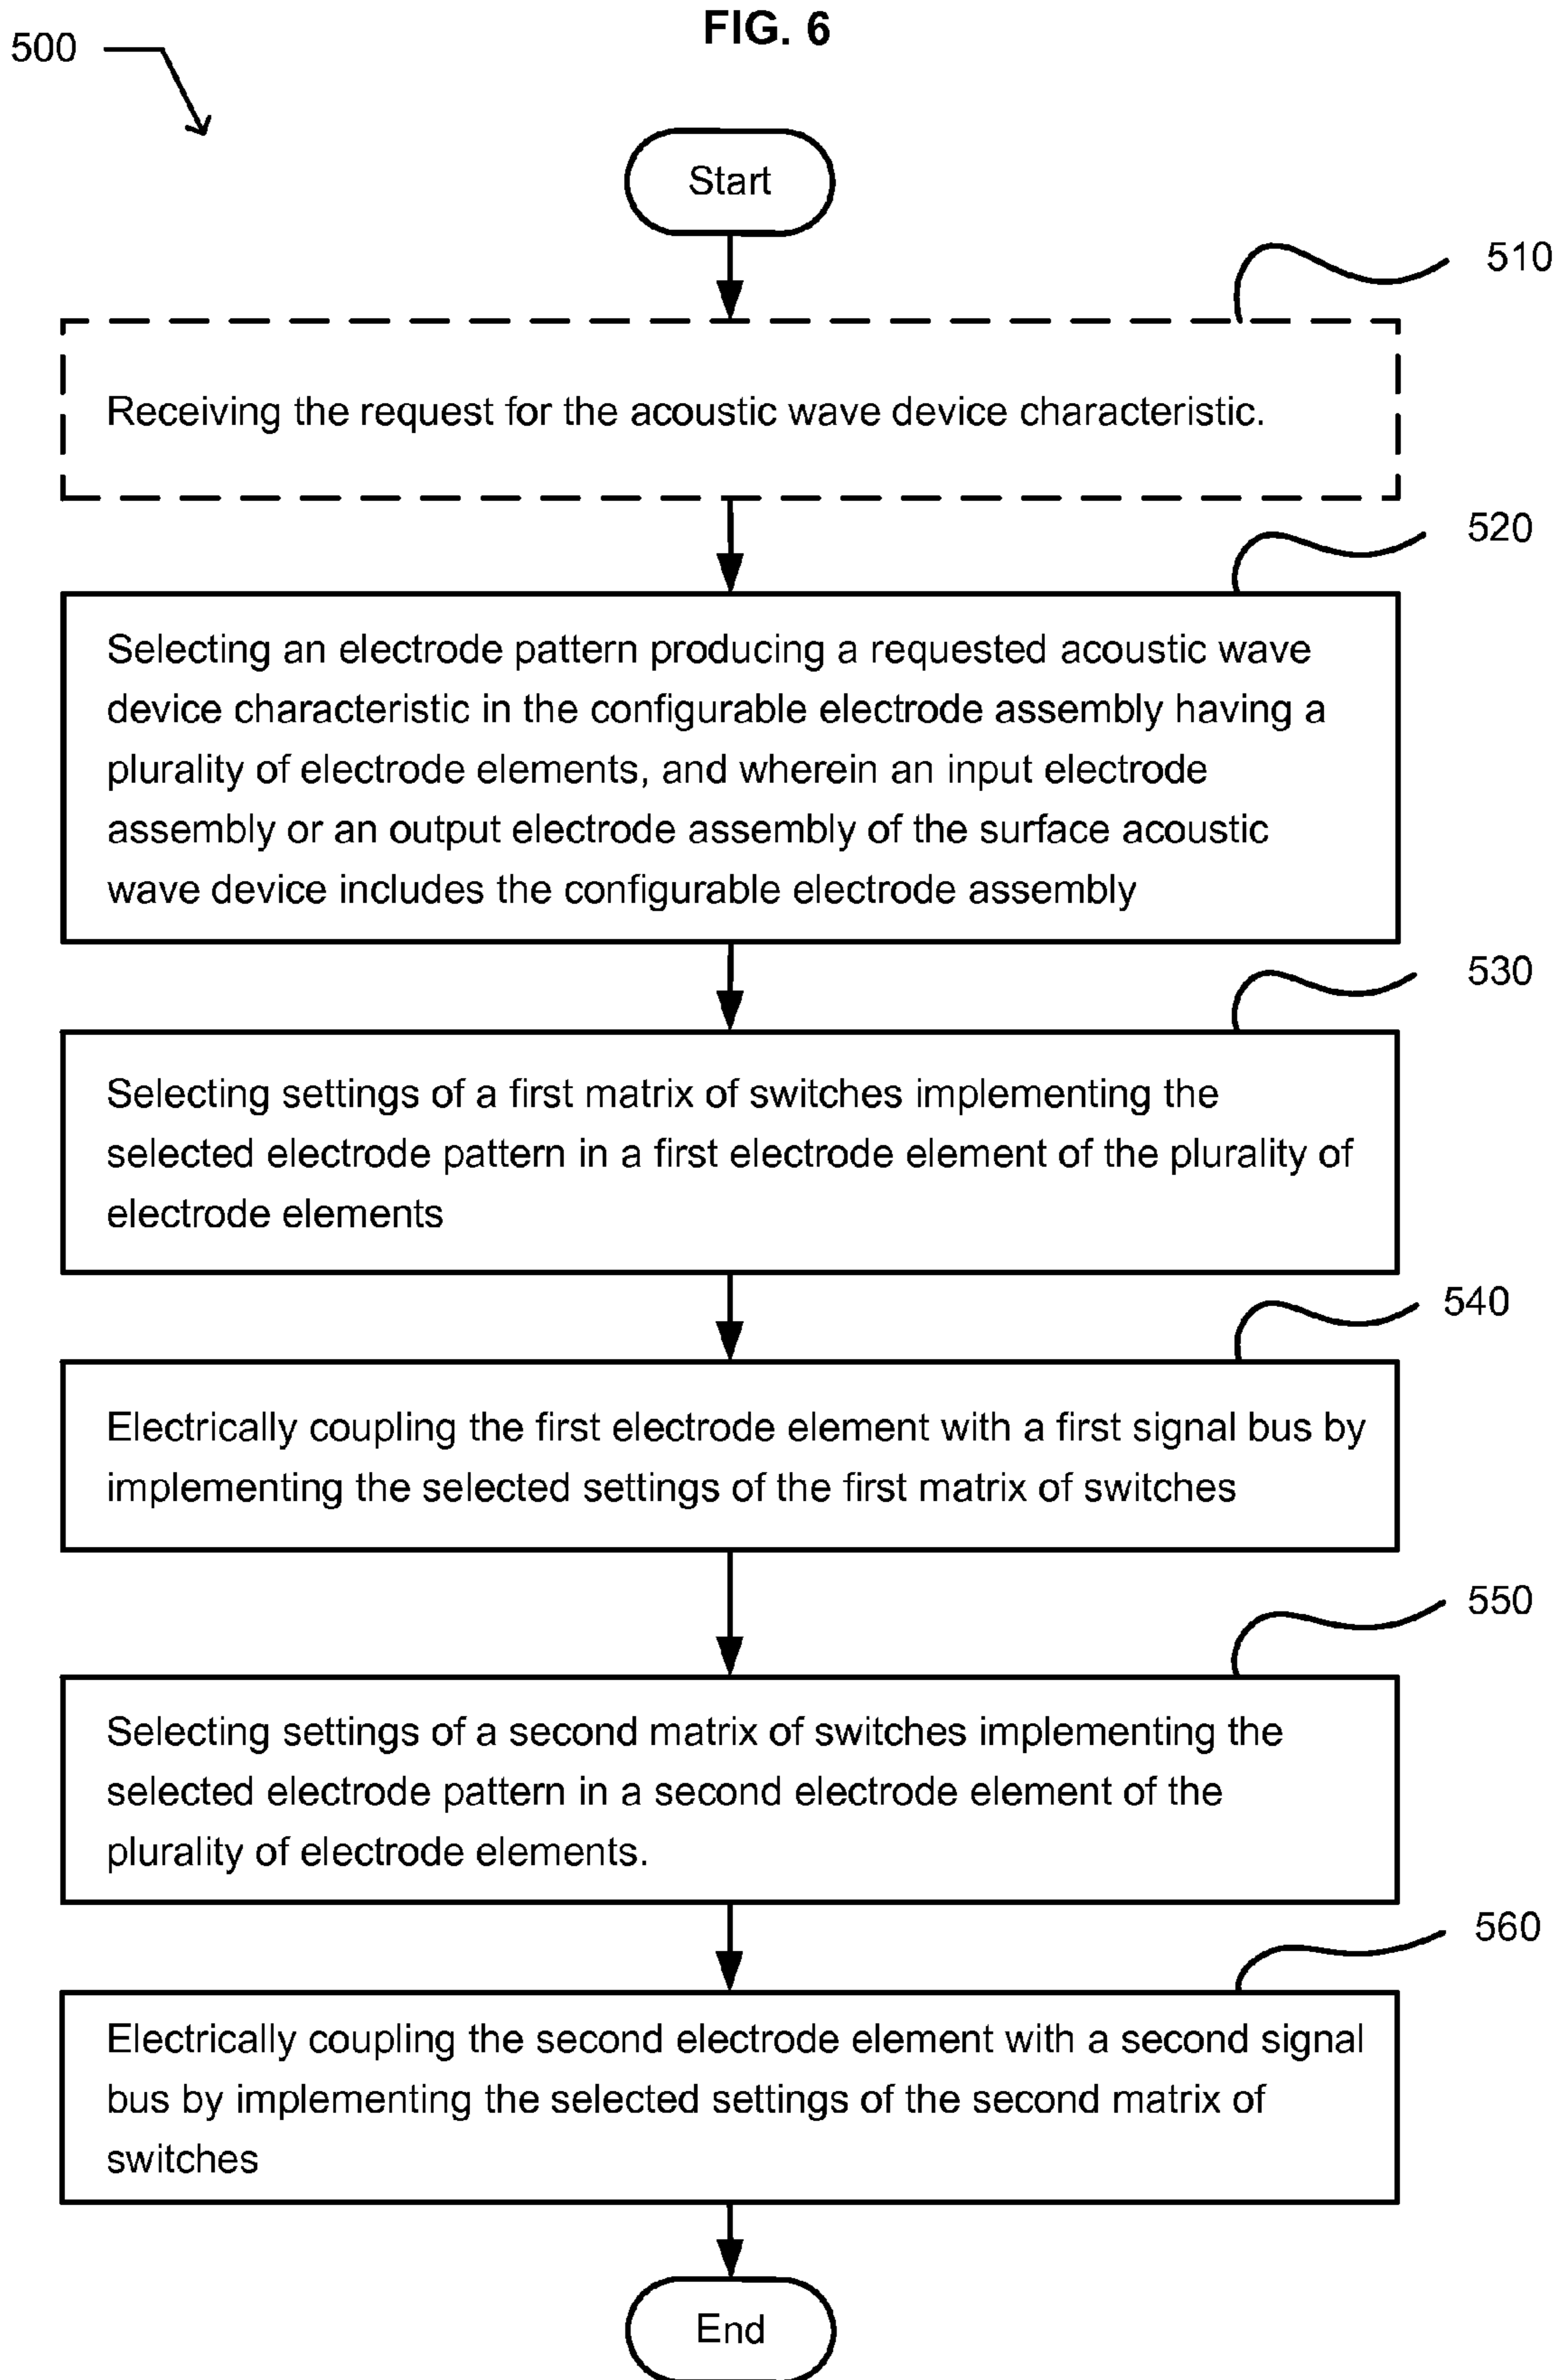 FIG. 6
500
Start
510
Receiving the request for the acoustic wave device characteristic.
520
Selecting an electrode pattern producing a requested acoustic wave
device characteristic in the configurable electrode assembly having a
plurality of electrode elements, and wherein an input electrode
assembly or an output electrode assembly of the surface acoustic
wave device includes the configurable electrode assembly
530
Selecting settings of a first matrix of switches implementing the
selected electrode pattern in a first electrode element of the plurality of
electrode elements
540
Electrically coupling the first electrode element with a first signal bus by
implementing the selected settings of the first matrix of switches
550
Selecting settings of a second matrix of switches implementing the
selected electrode pattern in a second electrode element of the
plurality of electrode elements.
560
Electrically coupling the second electrode element with a second signal
bus by implementing the selected settings of the second matrix of
switches
End